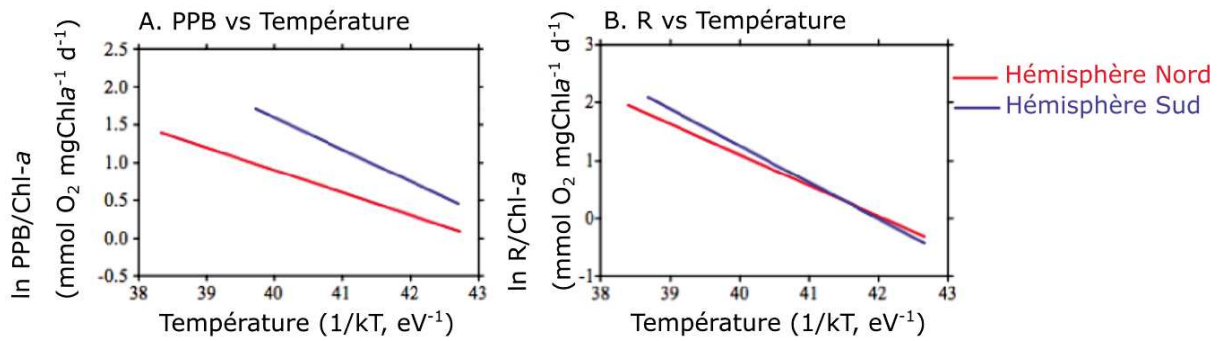 A. PPB vs Température
ln PPB/Chl-a
(mmol O₂ mgChla⁻¹ d⁻¹)
2.5
2.0
1.5
1.0
0.5
0.0
-0.5
38 39 40 41 42 43
Température (1/kT, eV⁻¹)
B. R vs Température
ln R/Chl-a
(mmol O₂ mgChla⁻¹ d⁻¹)
3
2
1
0
-1
38 39 40 41 42 43
Température (1/kT, eV⁻¹)
Hémisphère Nord
Hémisphère Sud